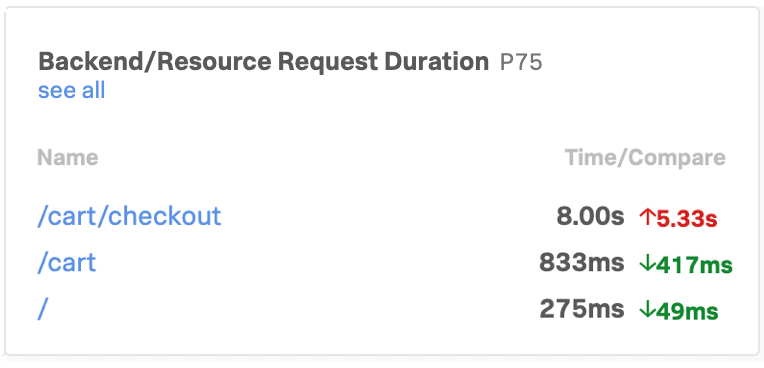 Backend/Resource Request Duration P75
see all
Name Time/Compare
/cart/checkout 8.00s ↑5.33s
/cart 833ms ↓417ms
/ 275ms ↓49ms